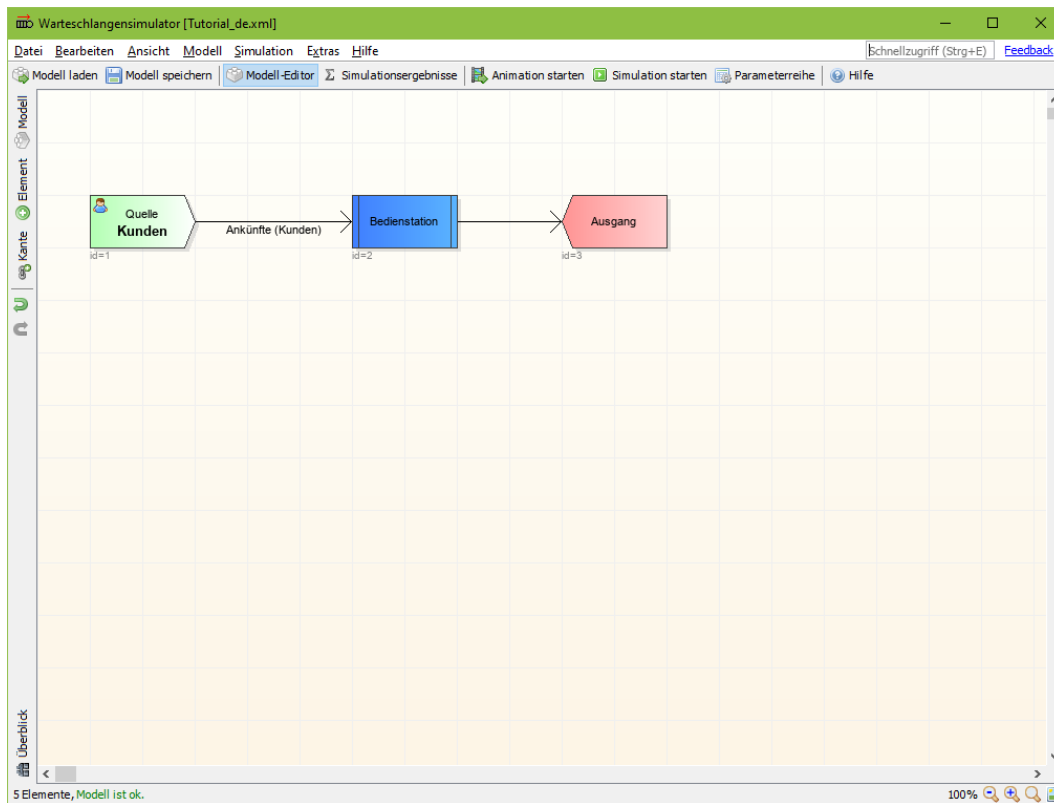 Warteschlangensimulator [Tutorial_de.xml]
Datei Bearbeiten Ansicht Modell Simulation Extras Hilfe Schnellzugriff (Strg+E) Feedback
Modell laden Modell speichern Modell-Editor Σ Simulationsergebnisse Animation starten Simulation starten Parameterreihe Hilfe
Modell
Element
Kante
Quelle
Kunden
id=1
Ankünfte (Kunden)
Bedienstation
id=2
Ausgang
id=3
Überblick
5 Elemente, Modell ist ok. 100%